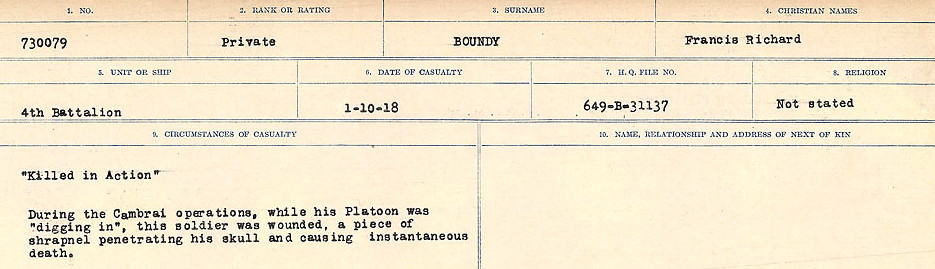 1. NO. 2. RANK OR RATING 3. SURNAME 4. CHRISTIAN NAMES
730079 Private BOUNDY Francis Richard
5. UNIT OR SHIP 6. DATE OF CASUALTY 7. H.Q. FILE NO. 8. RELIGION
4th Battalion 1-10-18 649-B-31137 Not stated
9. CIRCUMSTANCES OF CASUALTY 10. NAME, RELATIONSHIP AND ADDRESS OF NEXT OF KIN
"Killed in Action"
During the Cambrai operations, while his Platoon was
"digging in", this soldier was wounded, a piece of
shrapnel penetrating his skull and causing instantaneous
death.